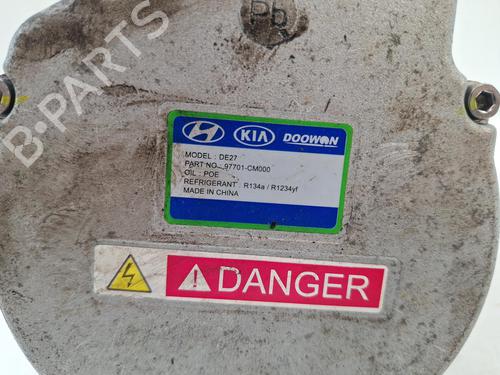 Pb
B-PARTS
HYUNDAI KIA DOOWON
MODEL : DE27
PART NO : 97701-CM000
OIL : POE
REFRIGERANT : R134a / R1234yf
MADE IN CHINA
DANGER